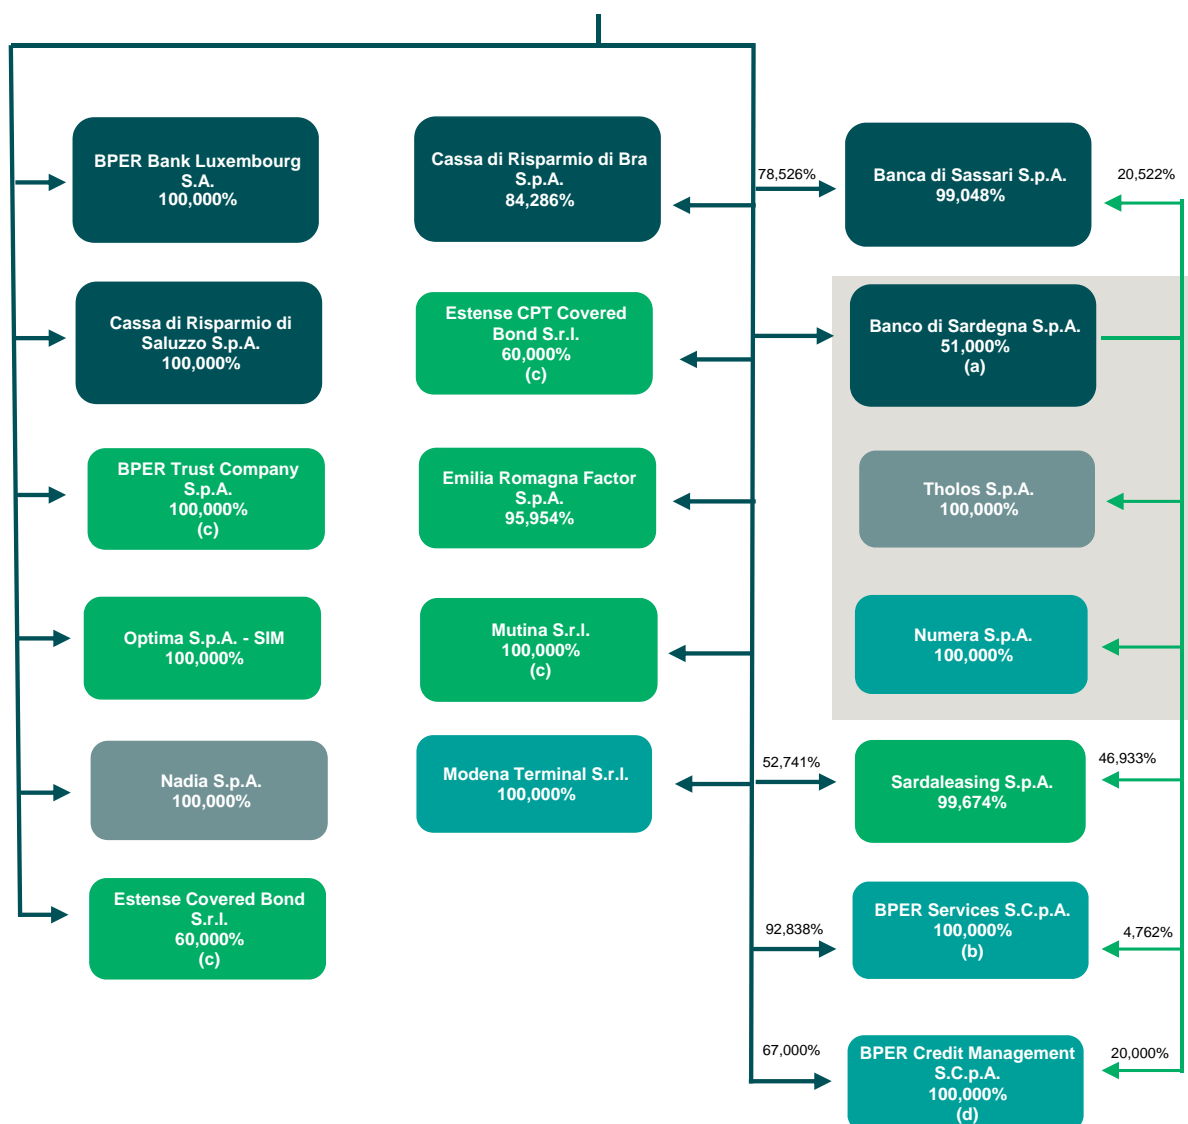 BPER Bank Luxembourg
S.A.
100,000%
Cassa di Risparmio di Bra
S.p.A.
84,286%
78,526%
Banca di Sassari S.p.A.
99,048%
20,522%
Cassa di Risparmio di
Saluzzo S.p.A.
100,000%
Estense CPT Covered
Bond S.r.l.
60,000%
(c)
Banco di Sardegna S.p.A.
51,000%
(a)
BPER Trust Company
S.p.A.
100,000%
(c)
Emilia Romagna Factor
S.p.A.
95,954%
Tholos S.p.A.
100,000%
Optima S.p.A. - SIM
100,000%
Mutina S.r.l.
100,000%
(c)
Numera S.p.A.
100,000%
Nadia S.p.A.
100,000%
Modena Terminal S.r.l.
100,000%
52,741%
Sardaleasing S.p.A.
99,674%
46,933%
Estense Covered Bond
S.r.l.
60,000%
(c)
92,838%
BPER Services S.C.p.A.
100,000%
(b)
4,762%
67,000%
BPER Credit Management
S.C.p.A.
100,000%
(d)
20,000%